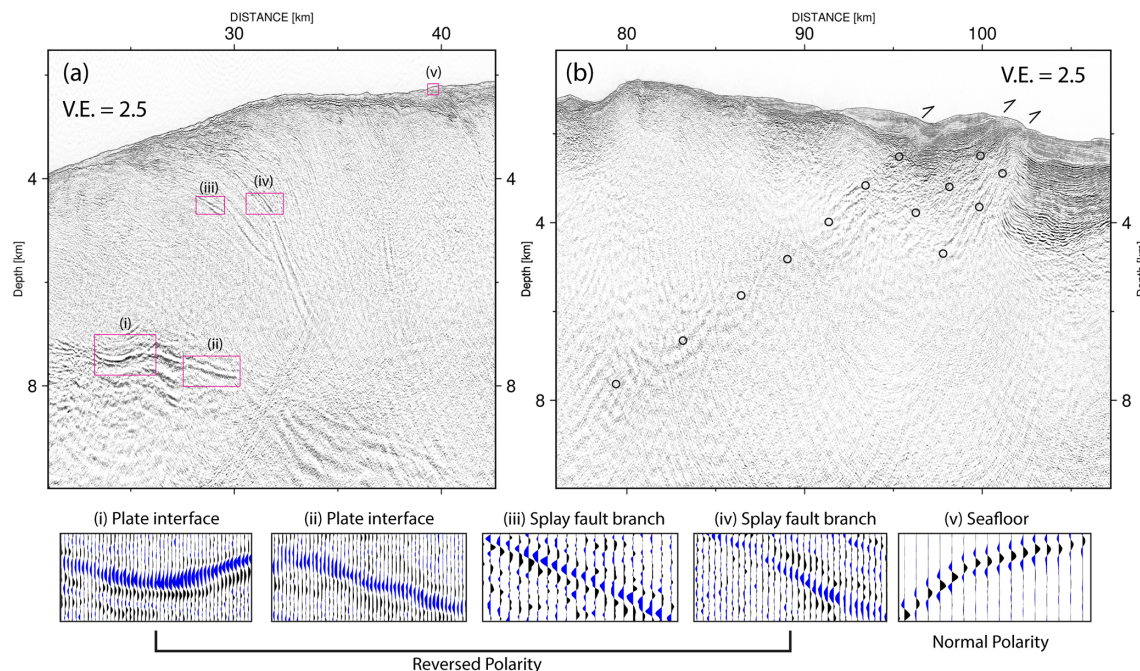 DISTANCE [km]
30
40
DISTANCE [km]
80
90
100
(a)
V.E. = 2.5
(v)
(b)
V.E. = 2.5
(iii)
(iv)
(i)
(ii)
Depth [km]
4
8
4
8
Depth [km]
4
8
4
8
Depth [km]
(i) Plate interface
(ii) Plate interface
(iii) Splay fault branch
(iv) Splay fault branch
(v) Seafloor
Reversed Polarity
Normal Polarity